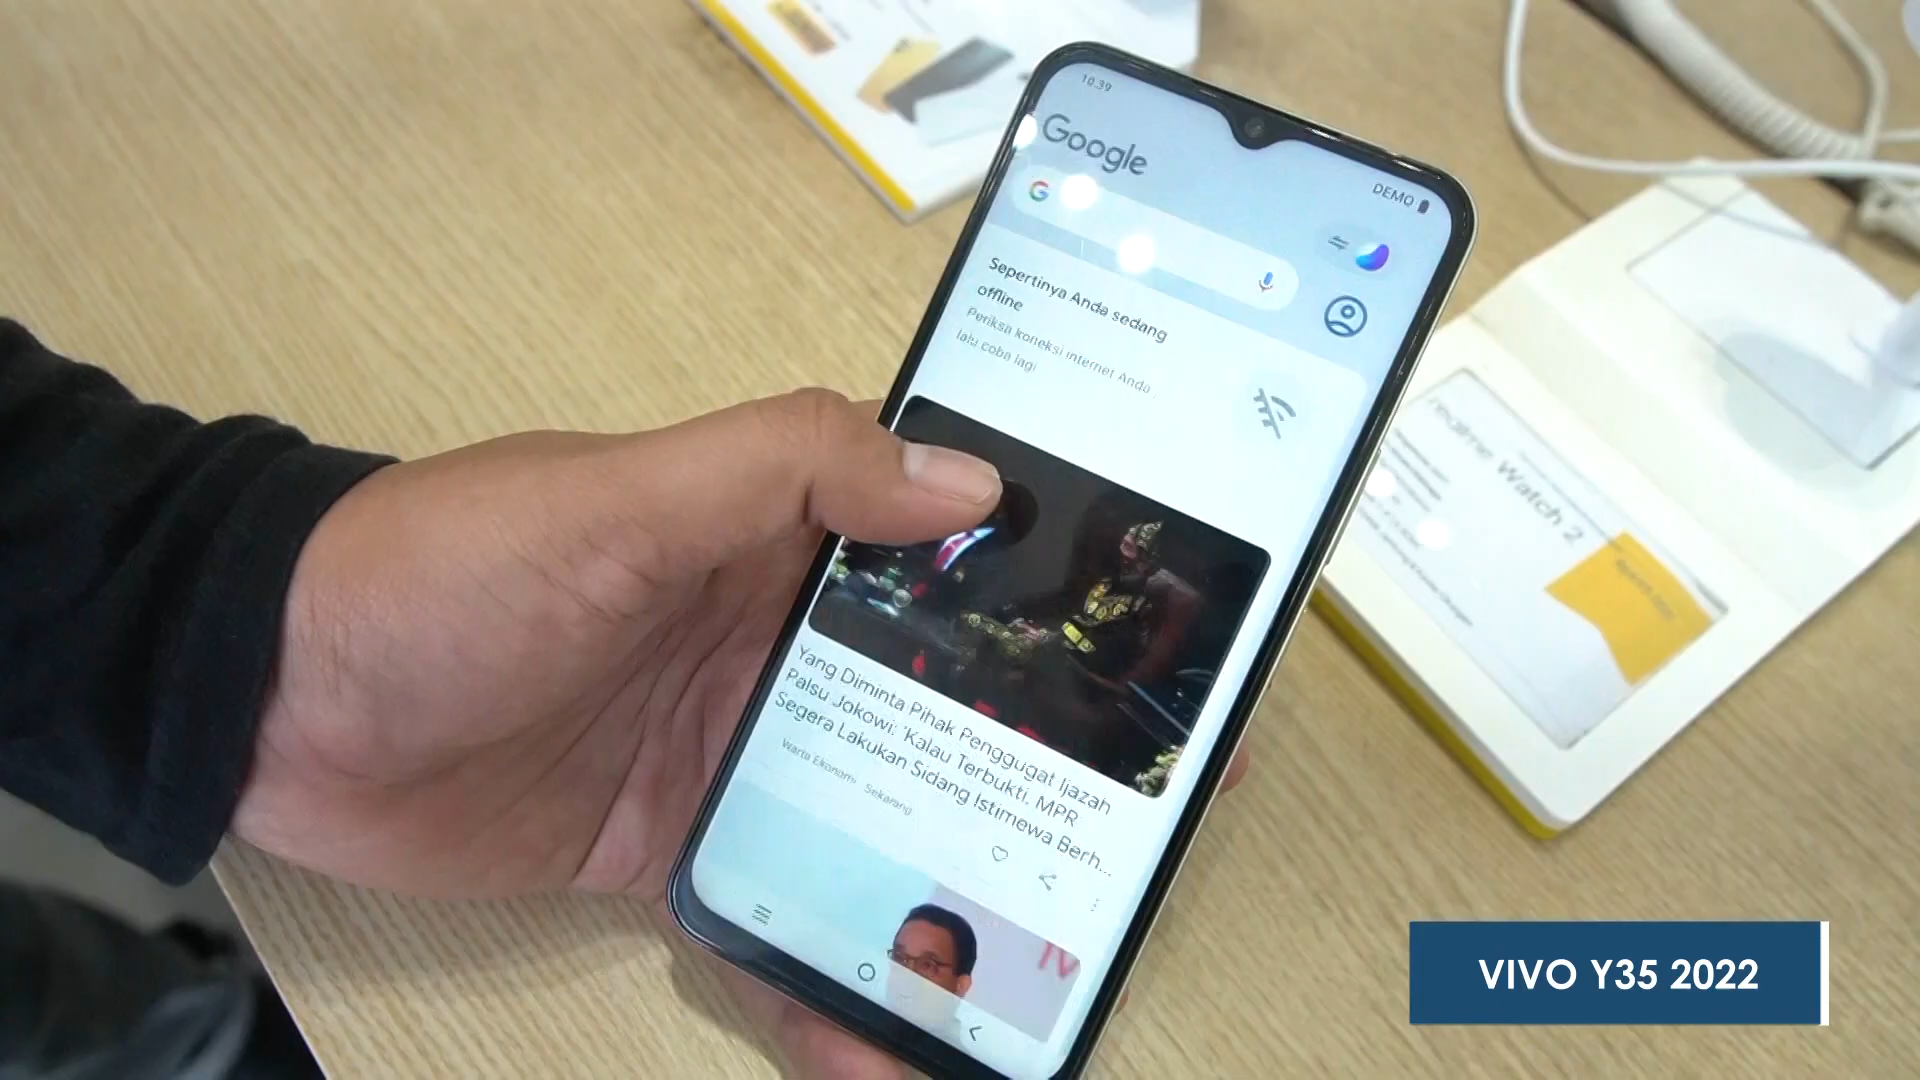 10.39
DEMO
Google
Sepertinya Anda sedang
offline
Periksa koneksi internet Anda
lalu coba lagi
Yang Diminta Pihak Penggugat Ijazah
Palsu Jokowi: 'Kalau Terbukti, MPR
Segera Lakukan Sidang Istimewa Berh...
Warta Ekonomi Sekarang
realme Watch 2
VIVO Y35 2022